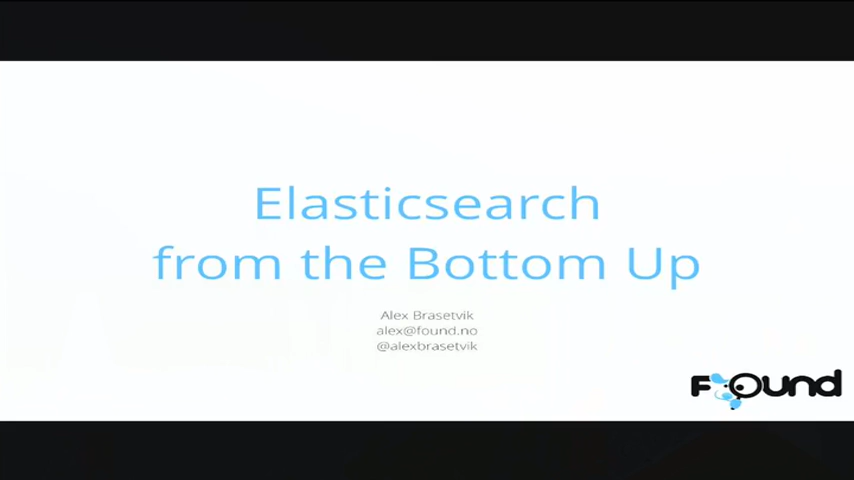 Elasticsearch
from the Bottom Up
Alex Brasetvik
alex@found.no
@alexbrasetvik
Found